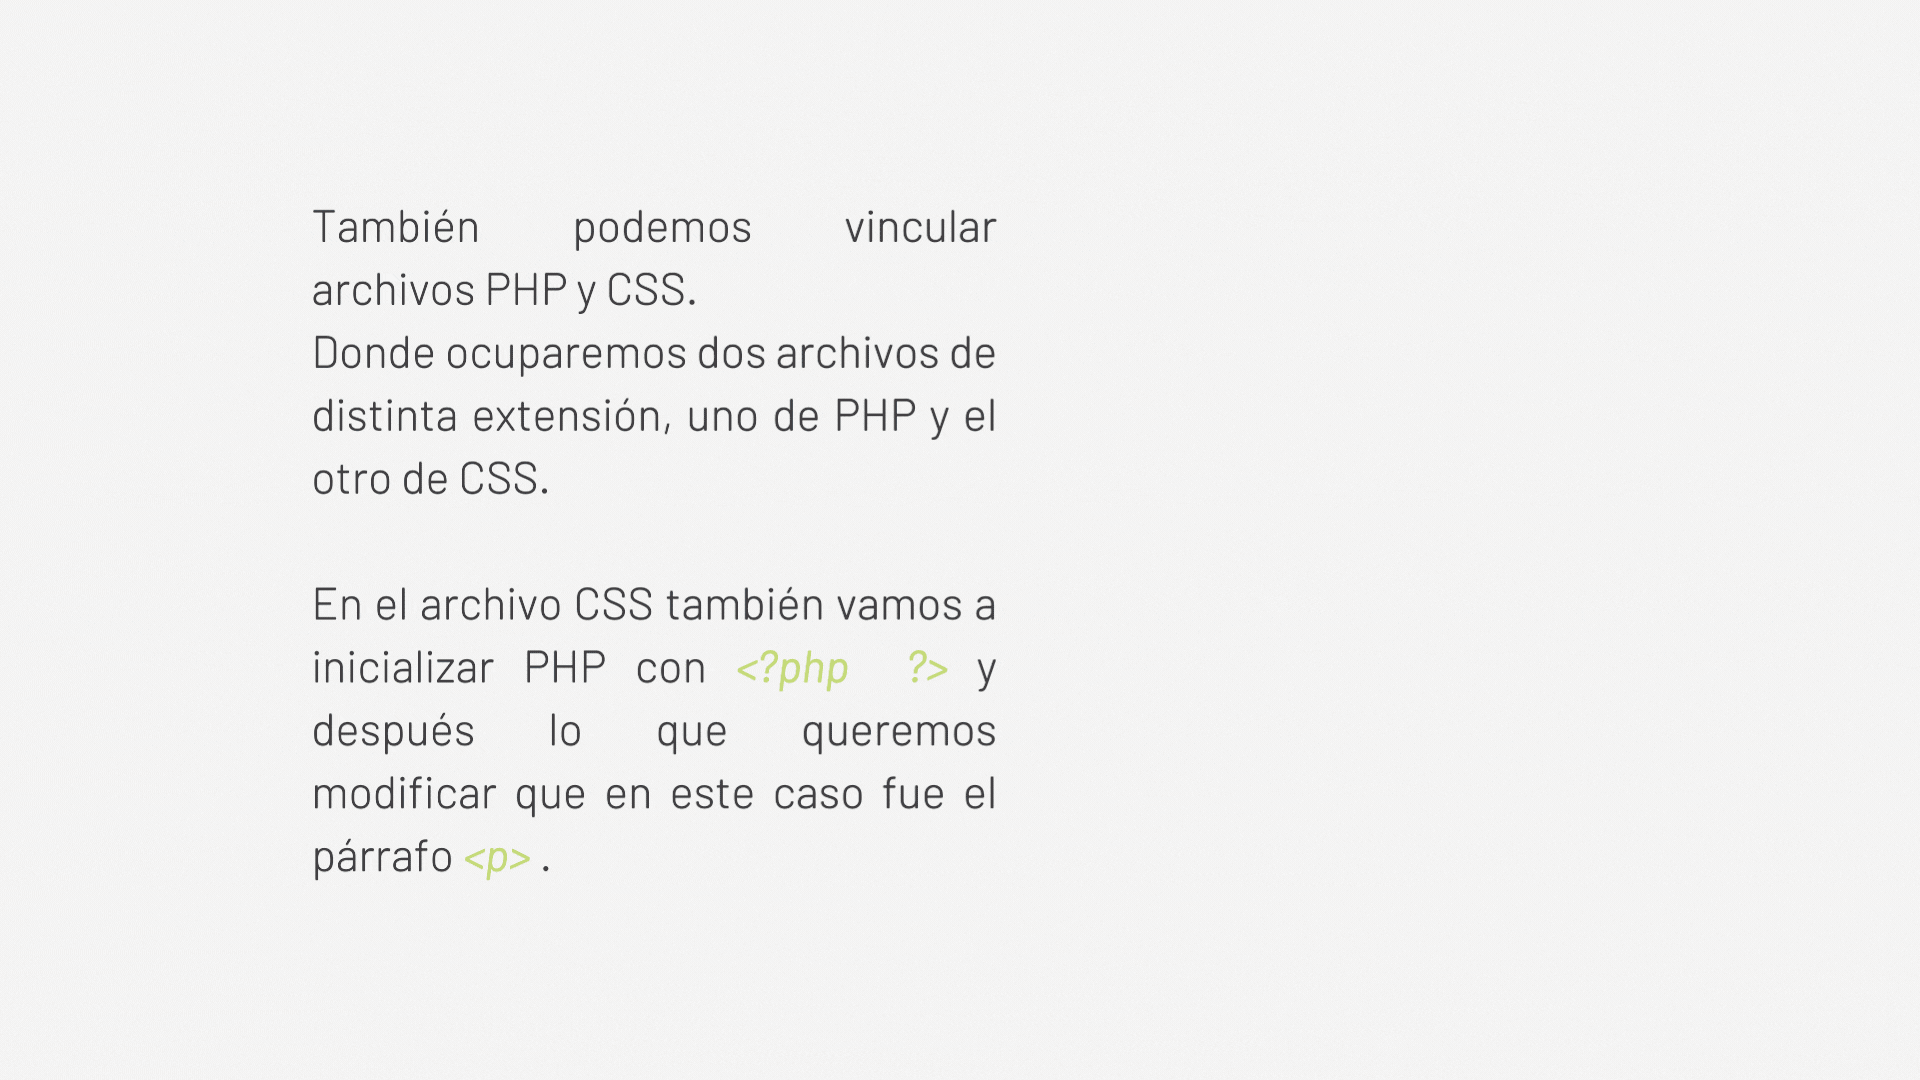 También podemos vincular
archivos PHP y CSS.
Donde ocuparemos dos archivos de
distinta extensión, uno de PHP y el
otro de CSS.
En el archivo CSS también vamos a
inicializar PHP con <?php ?> y
después lo que queremos
modificar que en este caso fue el
párrafo <p> .